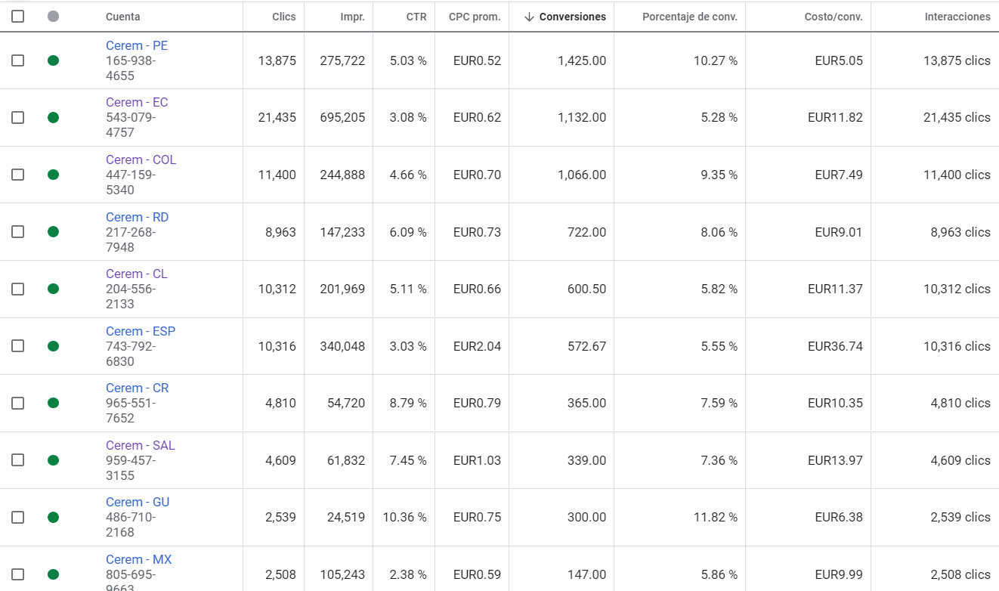 Cuenta Clics Impr. CTR CPC prom. ↓ Conversiones Porcentaje de conv. Costo/conv. Interacciones
Cerem - PE
165-938- 13,875 275,722 5.03 % EUR0.52 1,425.00 10.27 % EUR5.05 13,875 clics
4655
Cerem - EC
543-079- 21,435 695,205 3.08 % EUR0.62 1,132.00 5.28 % EUR11.82 21,435 clics
4757
Cerem - COL
447-159- 11,400 244,888 4.66 % EUR0.70 1,066.00 9.35 % EUR7.49 11,400 clics
5340
Cerem - RD
217-268- 8,963 147,233 6.09 % EUR0.73 722.00 8.06 % EUR9.01 8,963 clics
7948
Cerem - CL
204-556- 10,312 201,969 5.11 % EUR0.66 600.50 5.82 % EUR11.37 10,312 clics
2133
Cerem - ESP
743-792- 10,316 340,048 3.03 % EUR2.04 572.67 5.55 % EUR36.74 10,316 clics
6830
Cerem - CR
965-551- 4,810 54,720 8.79 % EUR0.79 365.00 7.59 % EUR10.35 4,810 clics
7652
Cerem - SAL
959-457- 4,609 61,832 7.45 % EUR1.03 339.00 7.36 % EUR13.97 4,609 clics
3155
Cerem - GU
486-710- 2,539 24,519 10.36 % EUR0.75 300.00 11.82 % EUR6.38 2,539 clics
2168
Cerem - MX
805-695- 2,508 105,243 2.38 % EUR0.59 147.00 5.86 % EUR9.99 2,508 clics
9663